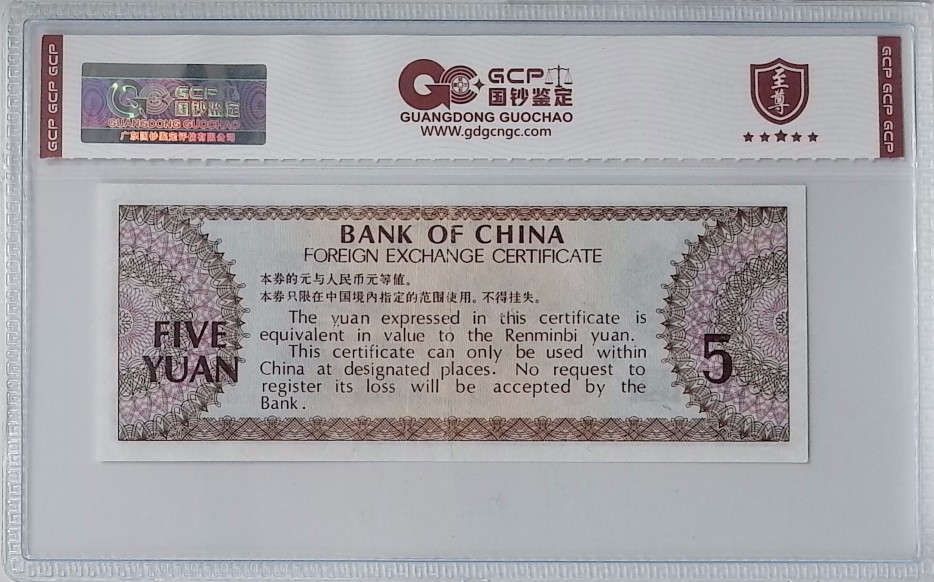 GCP GCP GCP
GCP
国钞鉴定
GUANGDONG GUOCHAO
广东国钞鉴定评估有限公司
GCP
国钞鉴定
GUANGDONG GUOCHAO
www.gdgcngc.com
至尊
GCP GCP GCP
BANK OF CHINA
FOREIGN EXCHANGE CERTIFICATE
本券的元与人民币元等值。
本券只限在中国境内指定的范围使用。不得挂失。
The yuan expressed in this certificate is
equivalent in value to the Renminbi yuan.
This certificate can only be used within
China at designated places. No request to
register its loss will be accepted by the
Bank.
FIVE
YUAN
5